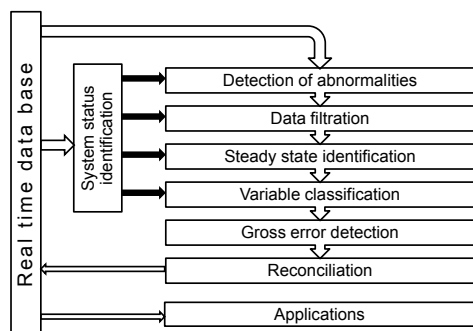 Real time data base
System status
identification
Detection of abnormalities
Data filtration
Steady state identification
Variable classification
Gross error detection
Reconciliation
Applications